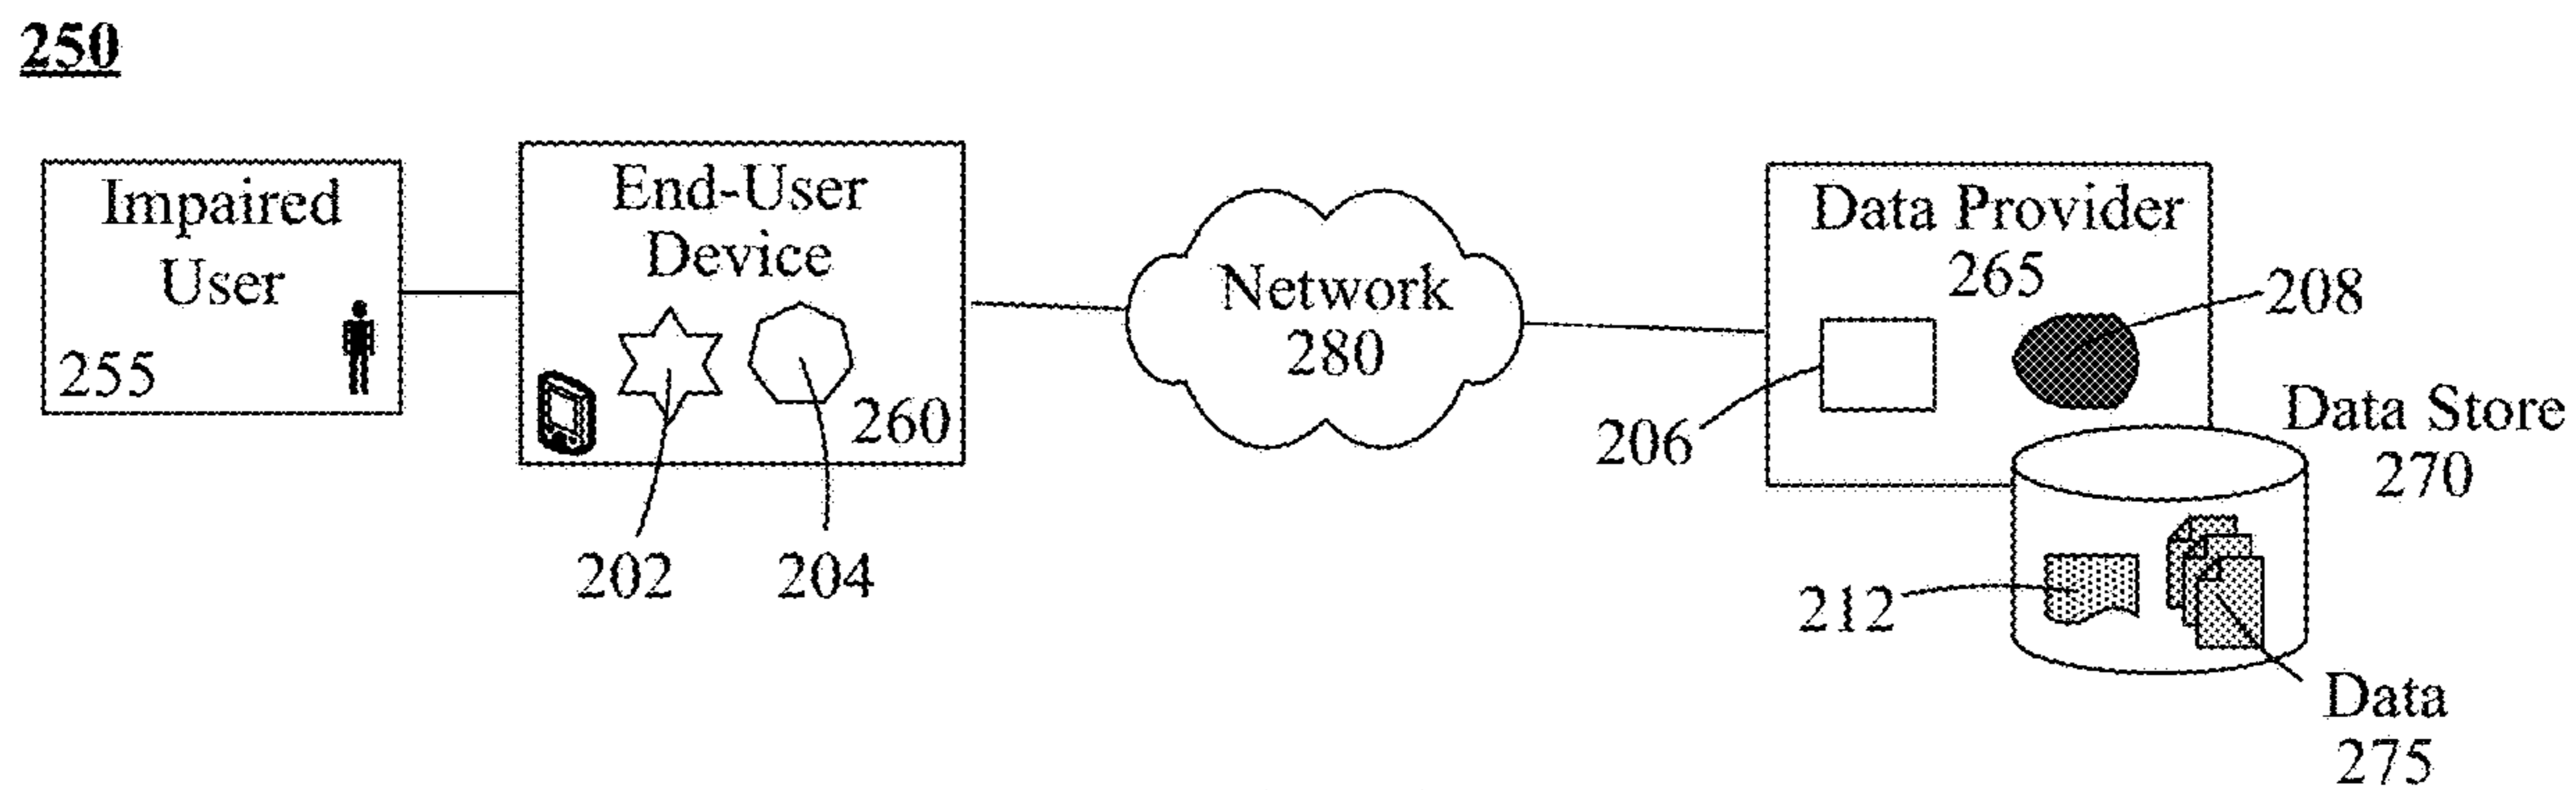 250
Impaired
User
255
End-User
Device
260
202
204
Network
280
Data Provider
265
206
208
Data Store
270
212
Data
275